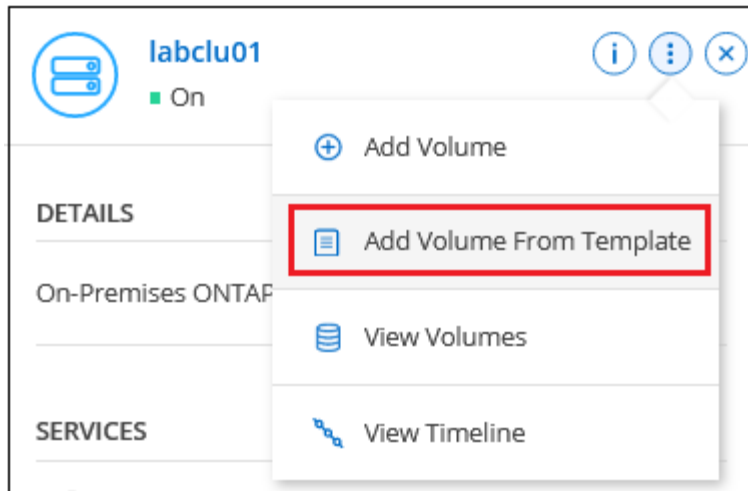 labclu01
On
Add Volume
DETAILS
Add Volume From Template
On-Premises ONTAP
View Volumes
SERVICES
View Timeline